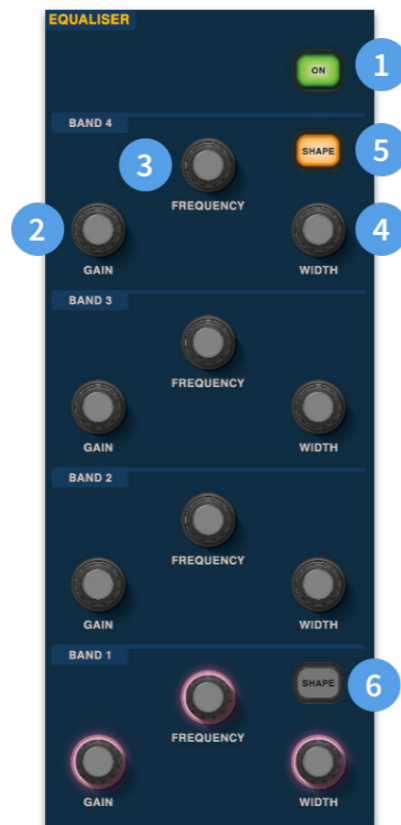 EQUALISER
ON
1
BAND 4
SHAPE
5
3
FREQUENCY
2
4
GAIN
WIDTH
BAND 3
FREQUENCY
GAIN
WIDTH
BAND 2
FREQUENCY
GAIN
WIDTH
BAND 1
SHAPE
6
FREQUENCY
GAIN
WIDTH